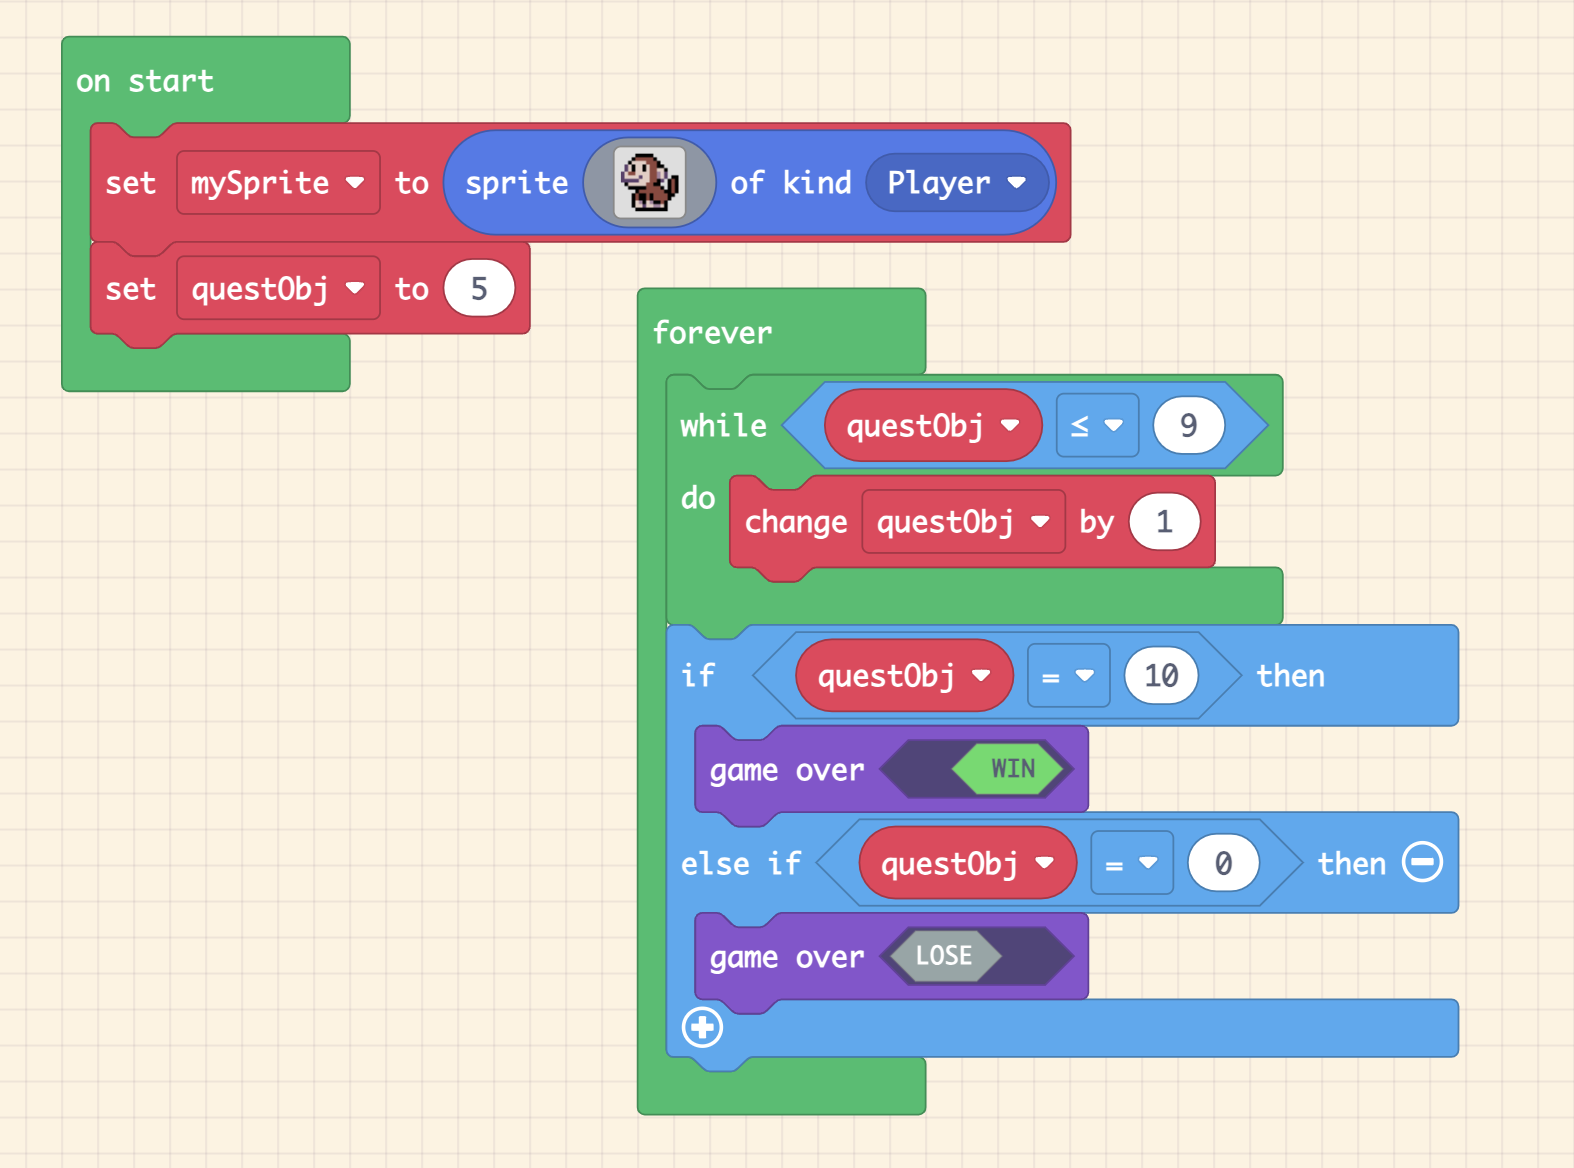 on start
set mySprite to sprite of kind Player
set questObj to 5
forever
while questObj ≤ 9
do change questObj by 1
if questObj = 10 then
game over WIN
else if questObj = 0 then
game over LOSE